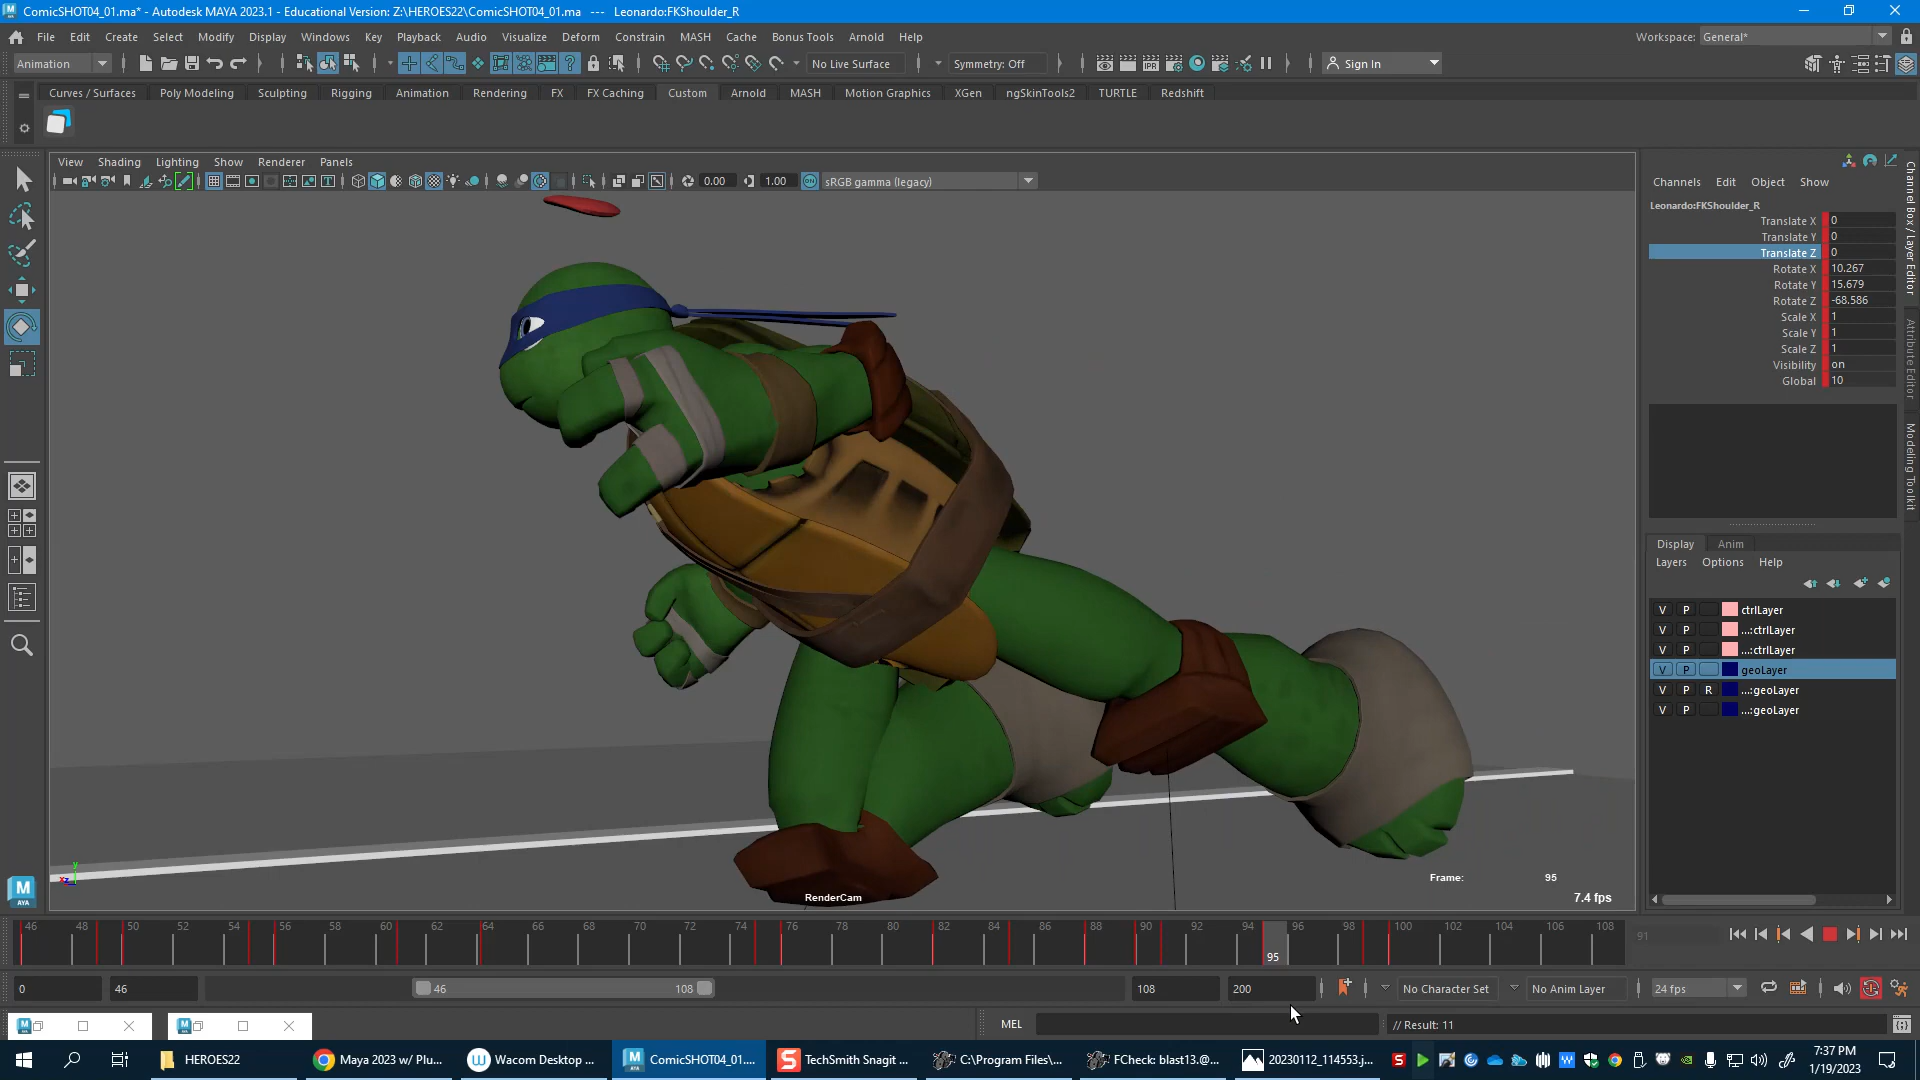 ComicSHOT04_01.ma* - Autodesk MAYA 2023.1 - Educational Version: Z:\HEROES22\ComicSHOT04_01.ma --- Leonardo:FKShoulder_R
File Edit Create Select Modify Display Windows Key Playback Audio Visualize Deform Constrain MASH Cache Bonus Tools Arnold Help Workspace: General*
Animation No Live Surface Symmetry: Off Sign In
Curves / Surfaces Poly Modeling Sculpting Rigging Animation Rendering FX FX Caching Custom Arnold MASH Motion Graphics XGen ngSkinTools2 TURTLE Redshift
View Shading Lighting Show Renderer Panels
0.00 1.00 sRGB gamma (legacy)
Channels Edit Object Show
Leonardo:FKShoulder_R
Translate X 0
Translate Y 0
Translate Z 0
Rotate X 10.267
Rotate Y 15.679
Rotate Z -68.586
Scale X 1
Scale Y 1
Scale Z 1
Visibility on
Global 10
Channel Box / Layer Editor
Attribute Editor
Modeling Toolkit
Display Anim
Layers Options Help
V P ctrlLayer
V P ...:ctrlLayer
V P ...:ctrlLayer
V P geoLayer
V P R ...:geoLayer
V P ...:geoLayer
Frame: 95
RenderCam
7.4 fps
46 48 50 52 54 56 58 60 62 64 66 68 70 72 74 76 78 80 82 84 86 88 90 92 94 96 98 100 102 104 106 108
95
91
0 46 46 108 108 200 No Character Set No Anim Layer 24 fps
MEL // Result: 11
HEROES22 Maya 2023 w/ Plu... Wacom Desktop ... ComicSHOT04_01.... TechSmith Snagit ... C:\Program Files\... FCheck: blast13.@... 20230112_114553.j...
7:37 PM
1/19/2023